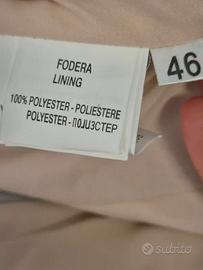 FODERA
LINING
100% POLYESTER - POLIESTERE
POLYESTER - ПОЛИЭСТЕР
46
subito